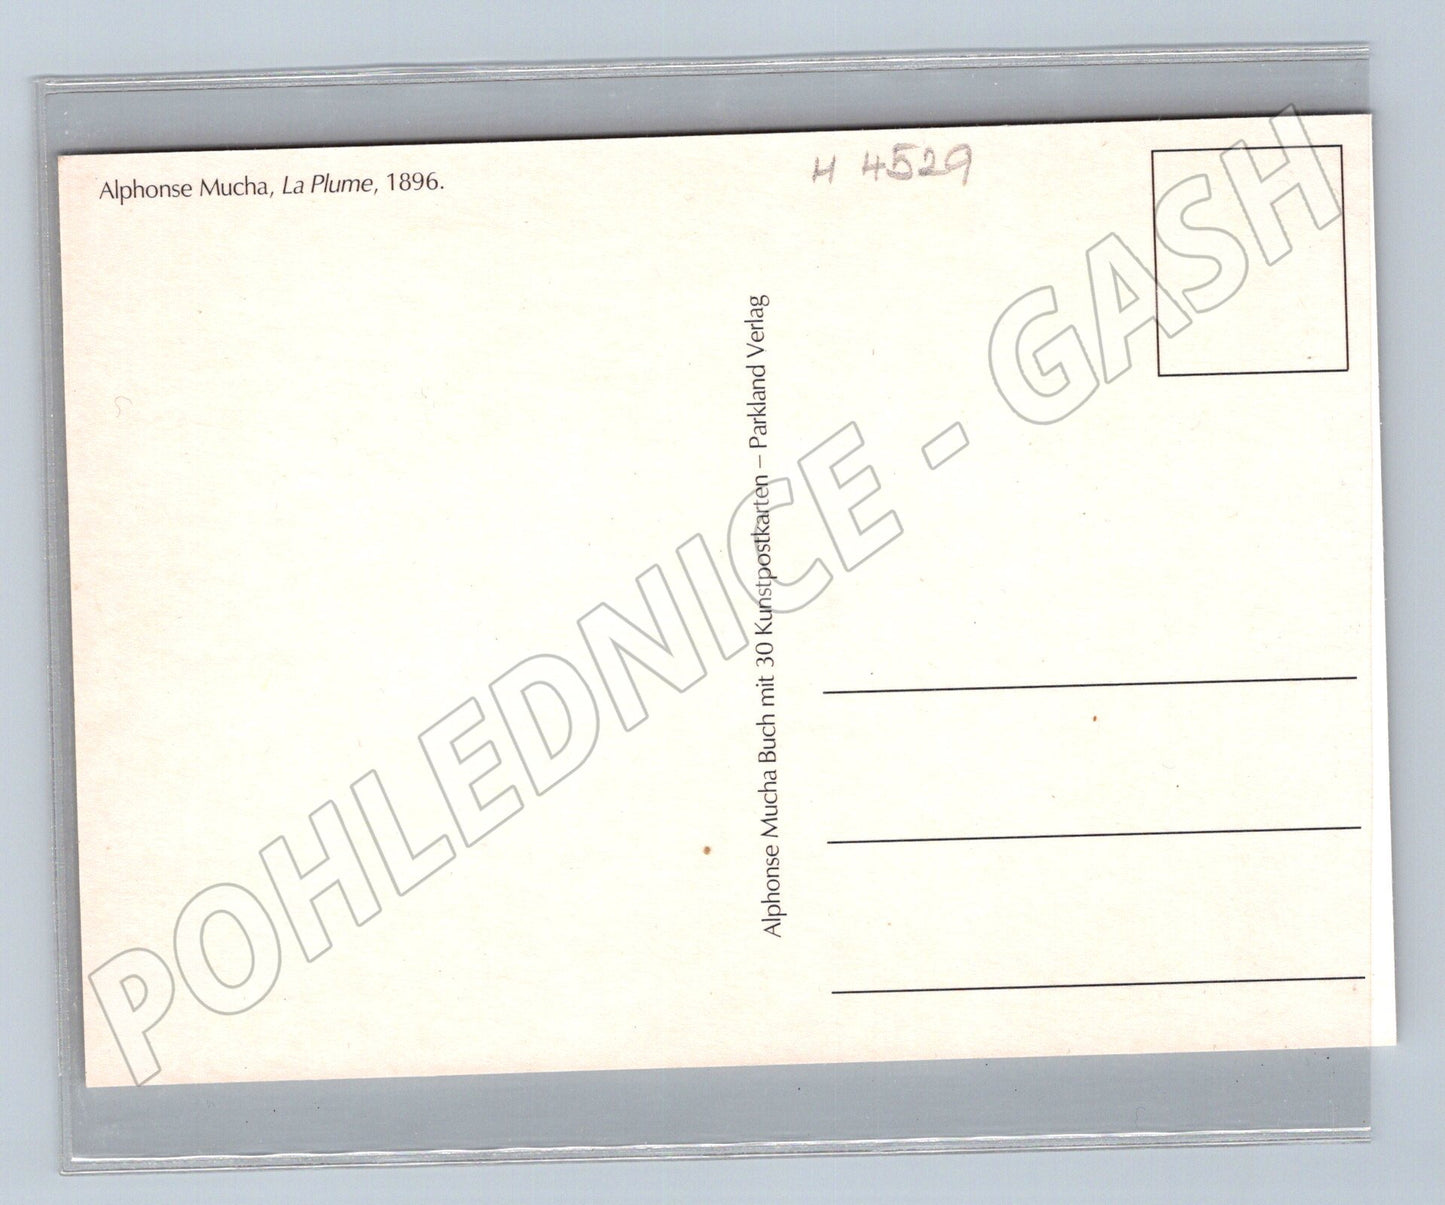 Alphonse Mucha, La Plume, 1896.
H 4529
Alphonse Mucha Buch mit 30 Kunstpostkarten – Parkland Verlag
POHLEDNICE - GASH